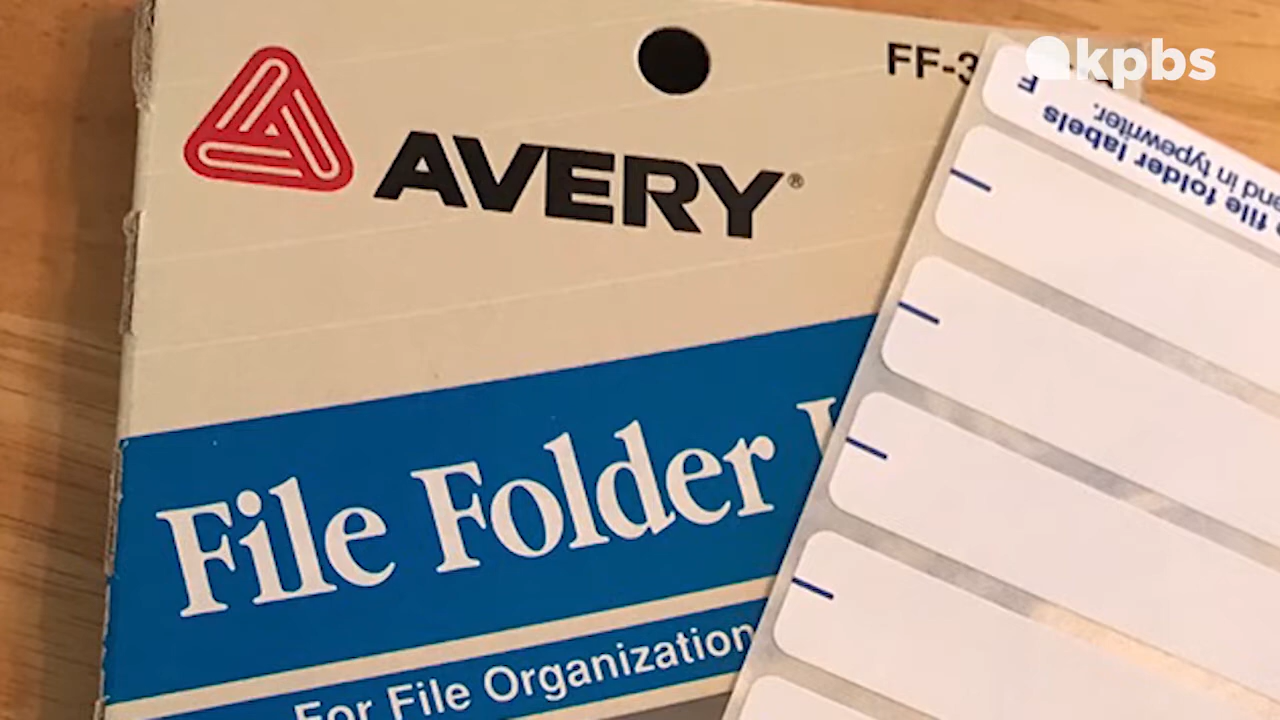 kpbs
FF-3
AVERY®
file folder labels
and in typewriter.
File Folder
For File Organization